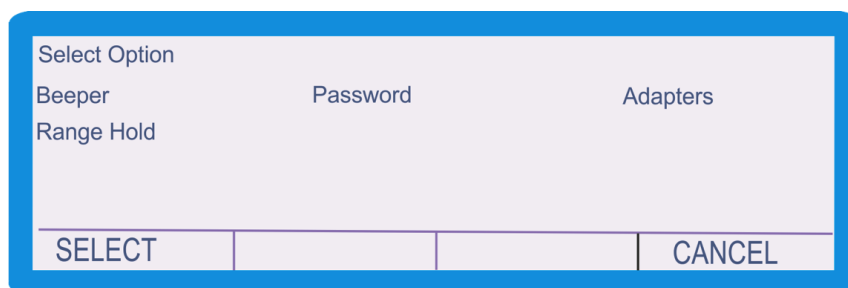 Select Option
Beeper Password Adapters
Range Hold
SELECT CANCEL